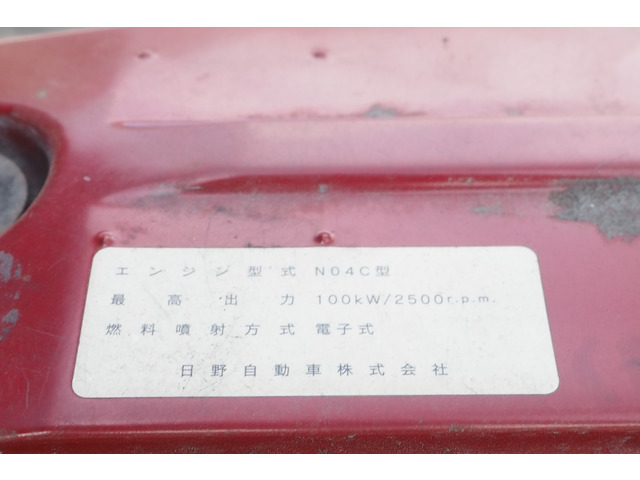 エンジン型式 N04C型
最高出力 100kW/2500r.p.m.
燃料噴射方式 電子式
日野自動車株式会社